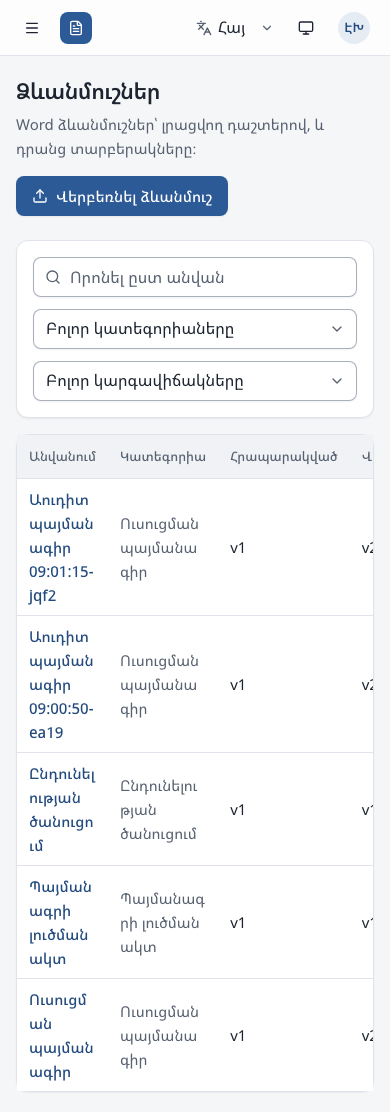 Հայ
ԷԽ
Ձևանմուշներ
Word ձևանմուշներ՝ լրացվող դաշտերով, և
դրանց տարբերակները։
Վերբեռնել ձևանմուշ
Որոնել ըստ անվան
Բոլոր կատեգորիաները
Բոլոր կարգավիճակները
Անվանում Կատեգորիա Հրապարակված
Աուդիտ
պայման
ագիր
09:01:15-
jqf2
Ուսուցման
պայմանա
գիր
v1
v2
Աուդիտ
պայման
ագիր
09:00:50-
ea19
Ուսուցման
պայմանա
գիր
v1
v2
Ընդունել
ության
ծանուցո
ւմ
Ընդունելու
թյան
ծանուցում
v1
Պայման
ագրի
լուծման
ակտ
Պայմանագ
րի լուծման
ակտ
v1
Ուսուցմ
ան
պայման
ագիր
Ուսուցման
պայմանա
գիր
v1
v2